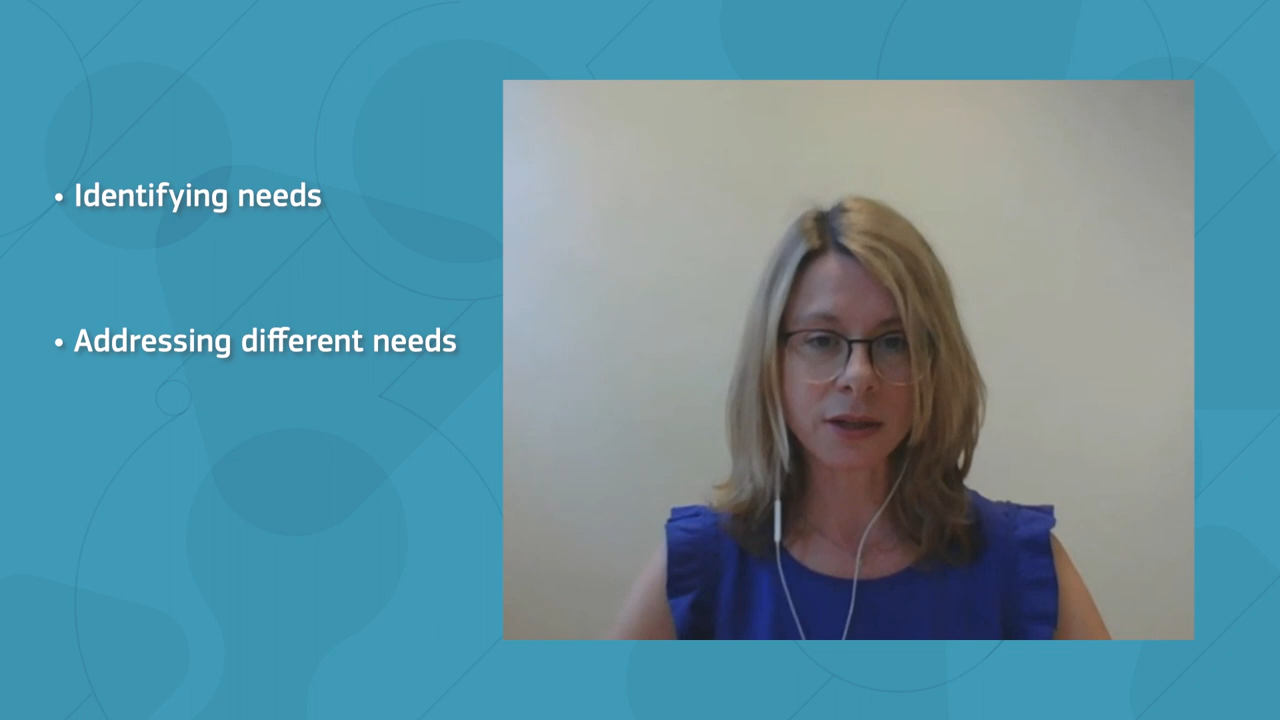 • Identifying needs
• Addressing different needs